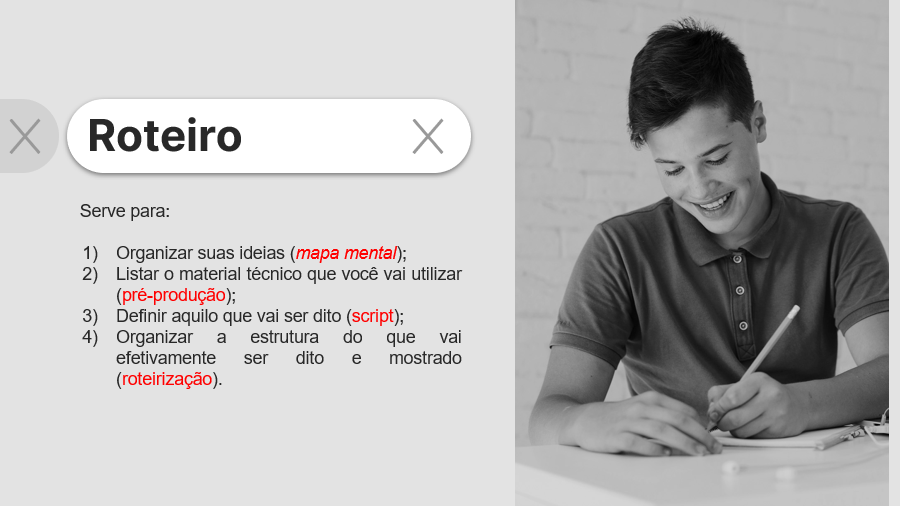 Roteiro
Serve para:
1) Organizar suas ideias (mapa mental);
2) Listar o material técnico que você vai utilizar
(pré-produção);
3) Definir aquilo que vai ser dito (script);
4) Organizar a estrutura do que vai
efetivamente ser dito e mostrado
(roteirização).